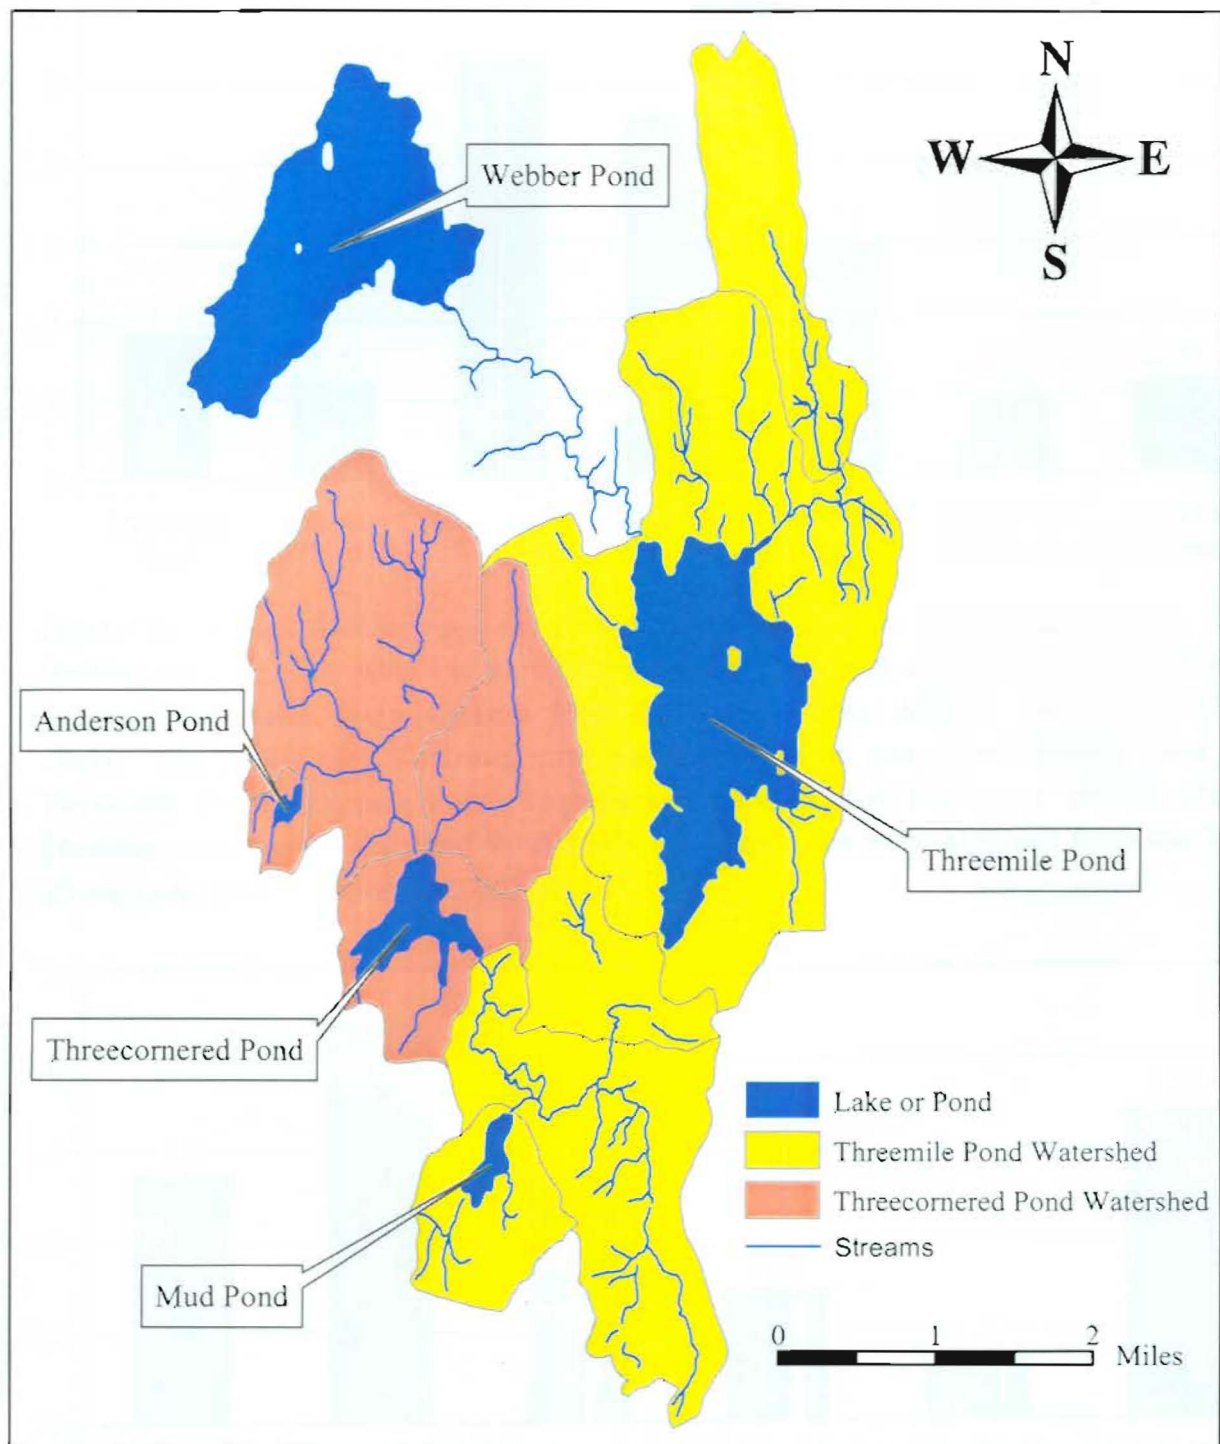 N
W E
S
Webber Pond
Anderson Pond
Threemile Pond
Threecornered Pond
Mud Pond
Lake or Pond
Threemile Pond Watershed
Threecornered Pond Watershed
Streams
0 1 2
Miles